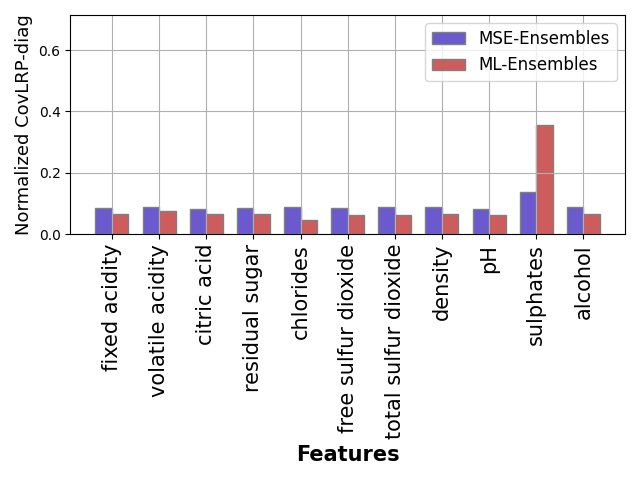 Normalized CovLRP-diag
0.6
0.4
0.2
0.0
MSE-Ensembles
ML-Ensembles
fixed acidity
volatile acidity
citric acid
residual sugar
chlorides
free sulfur dioxide
total sulfur dioxide
density
pH
sulphates
alcohol
Features